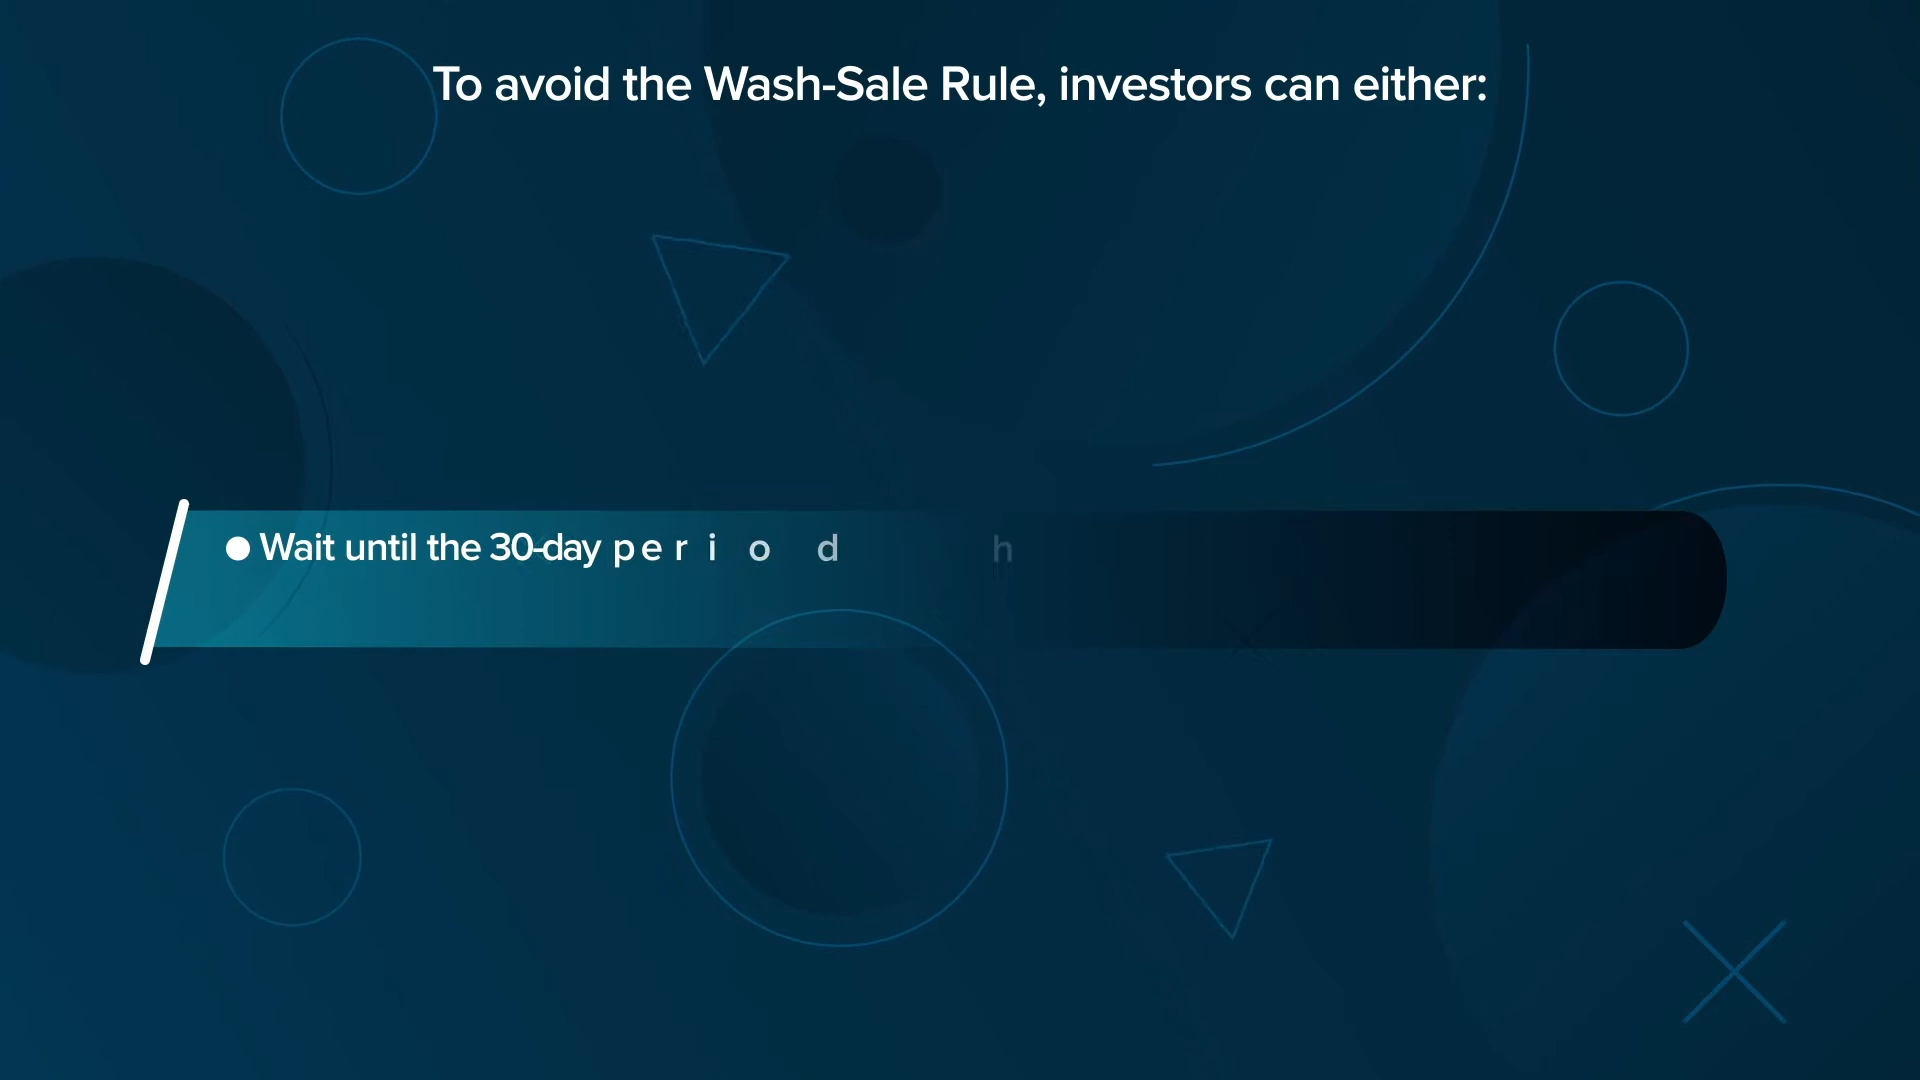 To avoid the Wash-Sale Rule, investors can either:
● Wait until the 30-day period h